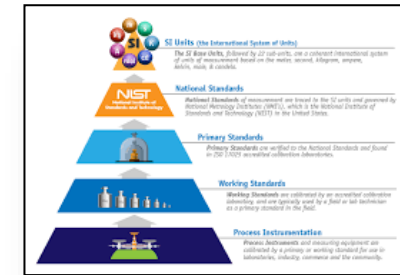 SI Units (the International System of Units)
The SI Base Units, followed by 22 sub-units, are a coherent international system
of units of measurement based on the meter, second, kilogram, ampere,
kelvin, mole, & candela.
SI
National Standards
National Standards of measurement are traced to the SI units and governed by
National Metrology Institutes (NMI's), which is the National Institute of
Standards and Technology (NIST) in the United States.
NIST
National Institute of
Standards and Technology
Primary Standards
Primary Standards are verified to the National Standards and found
in ISO 17025 accredited calibration laboratories.
Working Standards
Working Standards are calibrated by an accredited calibration
laboratory, and are typically used by a field or lab technician
as a primary standard in the field.
Process Instrumentation
Process Instruments and measuring equipment are
calibrated by a primary or working standard for use in
laboratories, industry, commerce and the community.